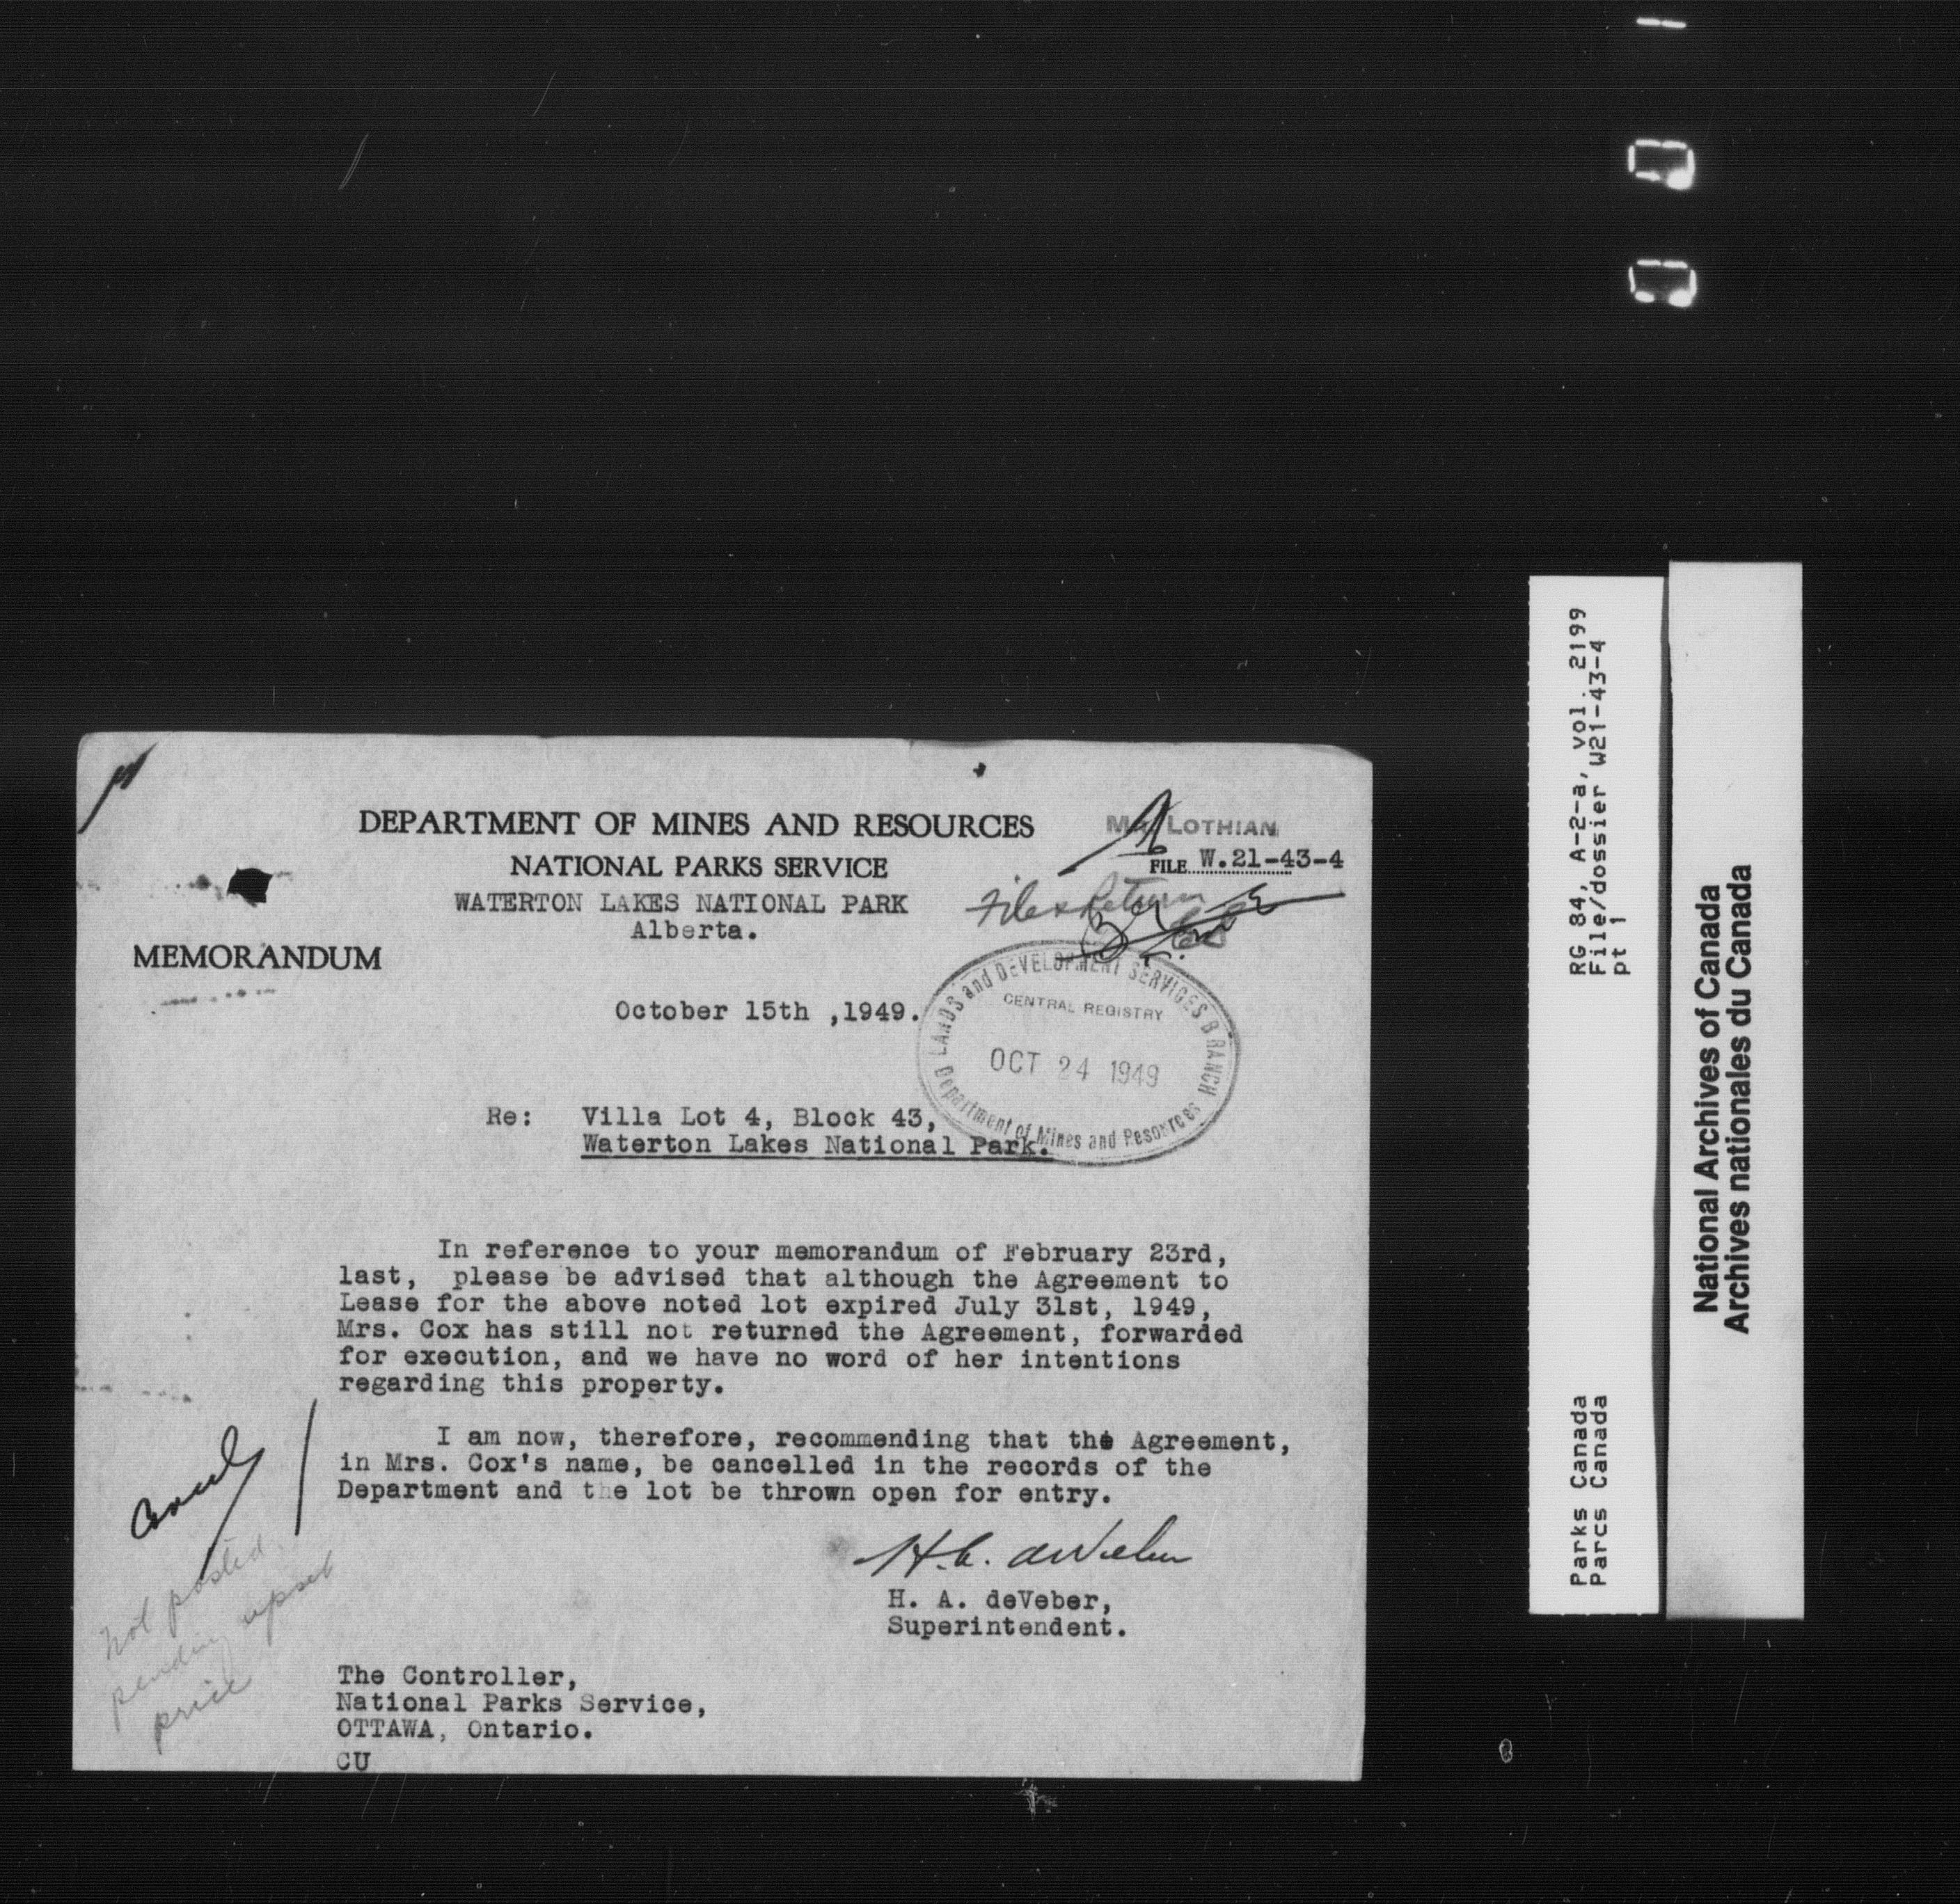 DEPARTMENT OF MINES AND RESOURCES
NATIONAL PARKS SERVICE
WATERTON LAKES NATIONAL PARK
Alberta.
LOTHIAN
FILE W.21-43-4
MEMORANDUM
October 15th ,1949.
LANDS and DEVELOPMENT SERVICES BRANCH
CENTRAL REGISTRY
OCT 24 1949
Department of Mines and Resources
Re: Villa Lot 4, Block 43,
Waterton Lakes National Park.
In reference to your memorandum of February 23rd,
last, please be advised that although the Agreement to
Lease for the above noted lot expired July 31st, 1949,
Mrs. Cox has still not returned the Agreement, forwarded
for execution, and we have no word of her intentions
regarding this property.
I am now, therefore, recommending that the Agreement,
in Mrs. Cox's name, be cancelled in the records of the
Department and the lot be thrown open for entry.
H. A. deVeber
H. A. deVeber,
Superintendent.
Not posted
pending upset
price
The Controller,
National Parks Service,
OTTAWA, Ontario.
CU
RG 84, A-2-a, vol. 2199
File/dossier W21-43-4
pt 1
Parks Canada
Parcs Canada
National Archives of Canada
Archives nationales du Canada